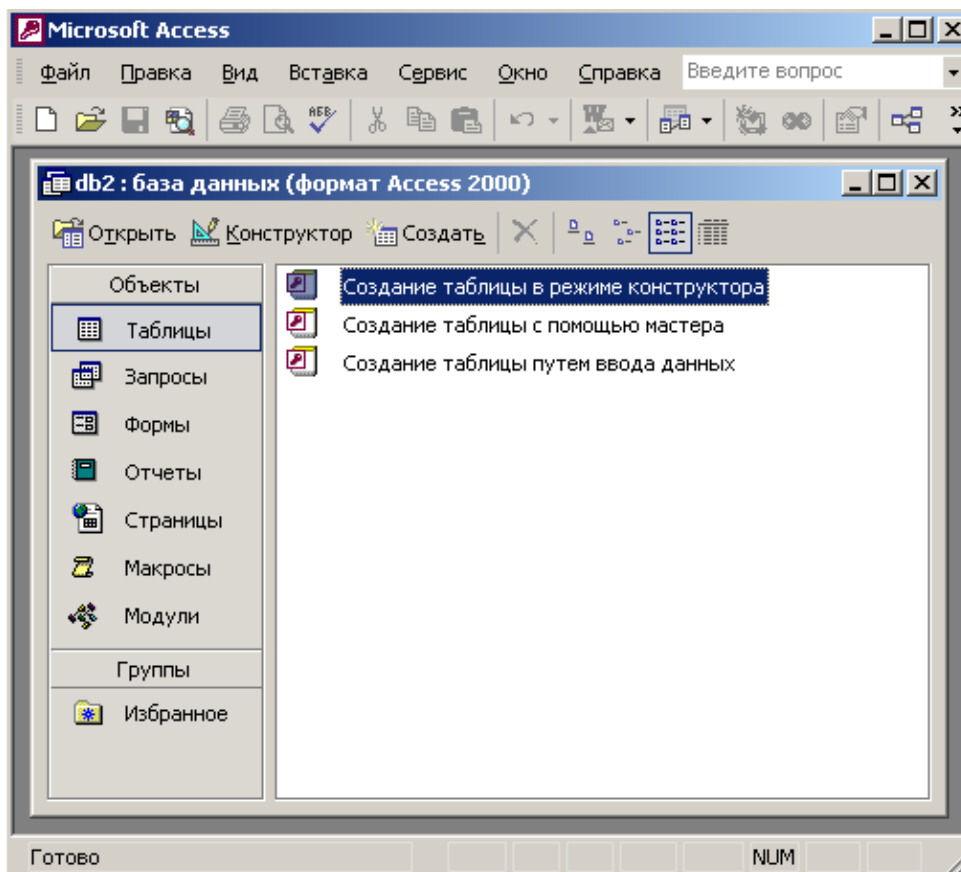 Microsoft Access
Файл Правка Вид Вставка Сервис Окно Справка Введите вопрос
db2 : база данных (формат Access 2000)
Открыть Конструктор Создать
Объекты
Таблицы
Запросы
Формы
Отчеты
Страницы
Макросы
Модули
Группы
Избранное
Создание таблицы в режиме конструктора
Создание таблицы с помощью мастера
Создание таблицы путем ввода данных
Готово NUM